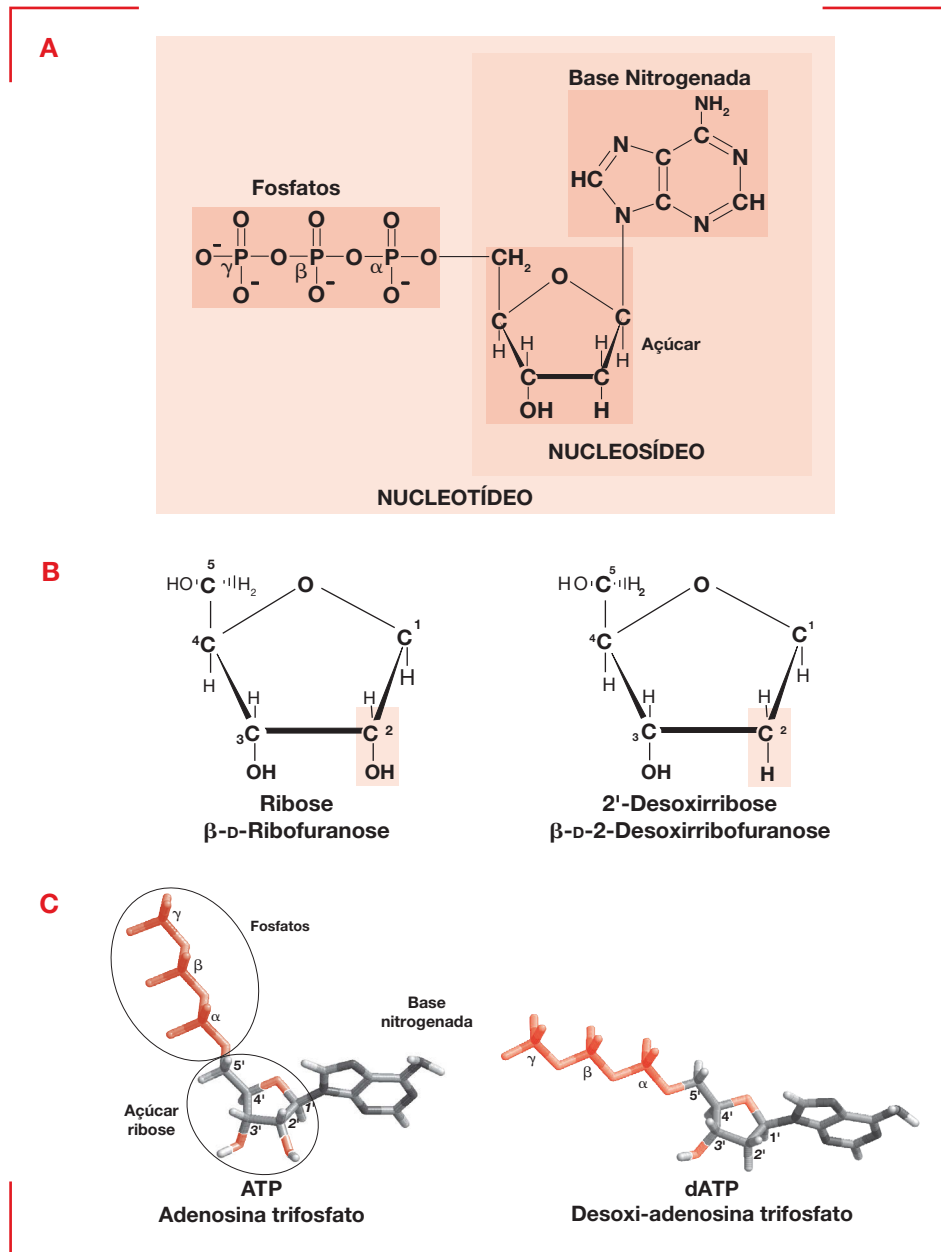 A
Base Nitrogenada
NH2
N C N
C
HC CH
C
N N
Fosfatos
O O O
O- P O P O P O CH2
γ β α
O- O- O-
O
C C
H H H H
Açúcar
C C
OH H
NUCLEOSÍDEO
NUCLEOTÍDEO
B
5
HO C H2 O
4C C1
H H
H H
3C C2
OH OH
Ribose
β-D-Ribofuranose
5
HO C H2 O
4C C1
H H
H H
3C C2
OH H
2'-Desoxirribose
β-D-2-Desoxirribofuranose
C
γ
Fosfatos
β
α
Base
nitrogenada
5'
Açúcar
ribose
4' 1'
3' 2'
ATP
Adenosina trifosfato
γ β α
5'
4'
3' 1'
2'
dATP
Desoxi-adenosina trifosfato